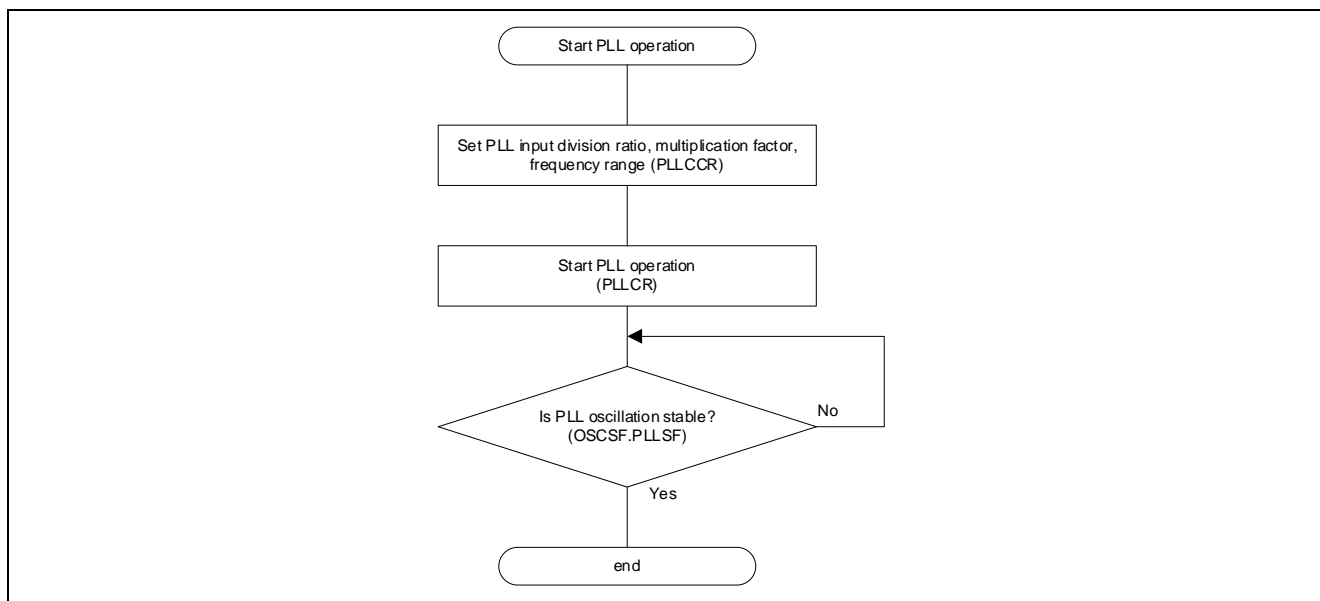 Start PLL operation
Set PLL input division ratio, multiplication factor,
frequency range (PLLCCR)
Start PLL operation
(PLLCR)
Is PLL oscillation stable?
(OSCSF.PLLSF)
No
Yes
end